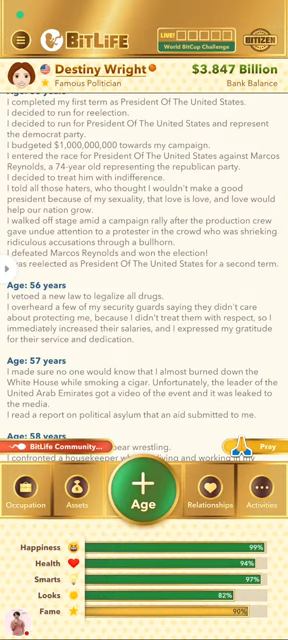 BITLIFE
LIVE!
World BitCup Challenge
BITIZEN
Destiny Wright
$3.847 Billion
Famous Politician
Bank Balance
I completed my first term as President Of The United States.
I decided to run for reelection.
I decided to run for President Of The United States and represent
the democrat party.
I budgeted $1,000,000,000 towards my campaign.
I entered the race for President Of The United States against Marcos
Reynolds, a 74-year old representing the republican party.
I decided to treat him with indifference.
I told all those haters, who thought I wouldn't make a good
president because of my sexuality, that love is love, and love would
help our nation grow.
I walked off stage amid a campaign rally after the production crew
gave undue attention to a protester in the crowd who was shrieking
ridiculous accusations through a bullhorn.
I defeated Marcos Reynolds and won the election!
was reelected as President Of The United States for a second term.
Age: 56 years
I vetoed a new law to legalize all drugs.
I overheard a few of my security guards saying they didn't care
about protecting me, because I didn't treat them with respect, so I
immediately increased their salaries, and I expressed my gratitude
for their service and dedication.
Age: 57 years
I made sure no one would know that I almost burned down the
White House while smoking a cigar. Unfortunately, the leader of the
United Arab Emirates got a video of the event and it was leaked to
the media.
I read a report on political asylum that an aid submitted to me.
Age: 58 years
bear wrestling.
BitLife Community...
Pray
I confronted a housekeeper
Occupation
Assets
Age
Relationships
Activities
Happiness 99%
Health 94%
Smarts 97%
Looks 82%
Fame 90%